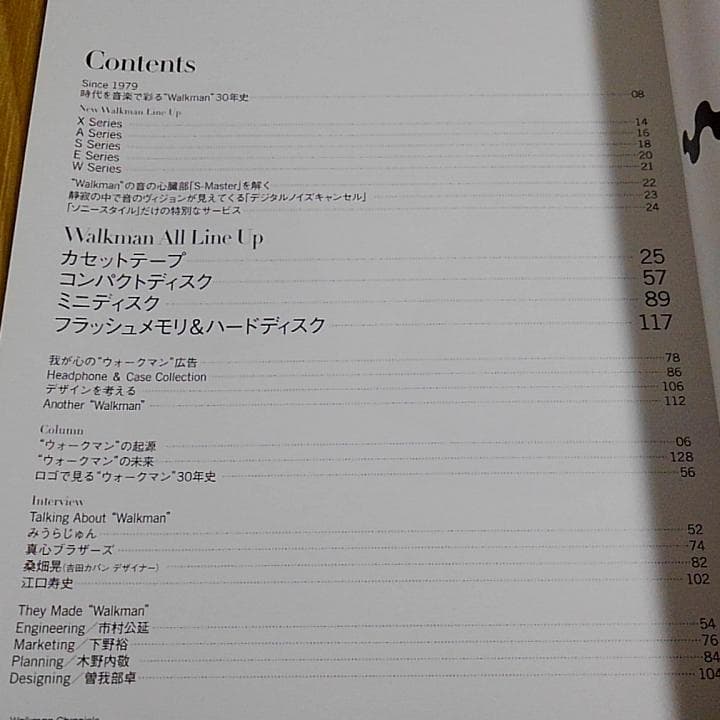 Contents
Since 1979
時代を音楽で彩る“Walkman”30年史 08
New Walkman Line Up
X Series 14
A Series 16
S Series 18
E Series 20
W Series 21
“Walkman”の音の心臓部「S-Master」を解く 22
静寂の中で音のヴィジョンが見えてくる「デジタルノイズキャンセル」 23
「ソニースタイル」だけの特別なサービス 24
Walkman All Line Up
カセットテープ 25
コンパクトディスク 57
ミニディスク 89
フラッシュメモリ&ハードディスク 117
我が心の“ウォークマン”広告 78
Headphone & Case Collection 86
デザインを考える 106
Another “Walkman” 112
Column
“ウォークマン”の起源 06
“ウォークマン”の未来 128
ロゴで見る“ウォークマン”30年史 56
Interview
Talking About “Walkman”
みうらじゅん 52
真心ブラザーズ 74
桑畑晃(吉田カバン デザイナー) 82
江口寿史 102
They Made “Walkman”
Engineering／市村公延 54
Marketing／下野裕 76
Planning／木野内敬 84
Designing／曽我部卓 104
Walkman Chronicle